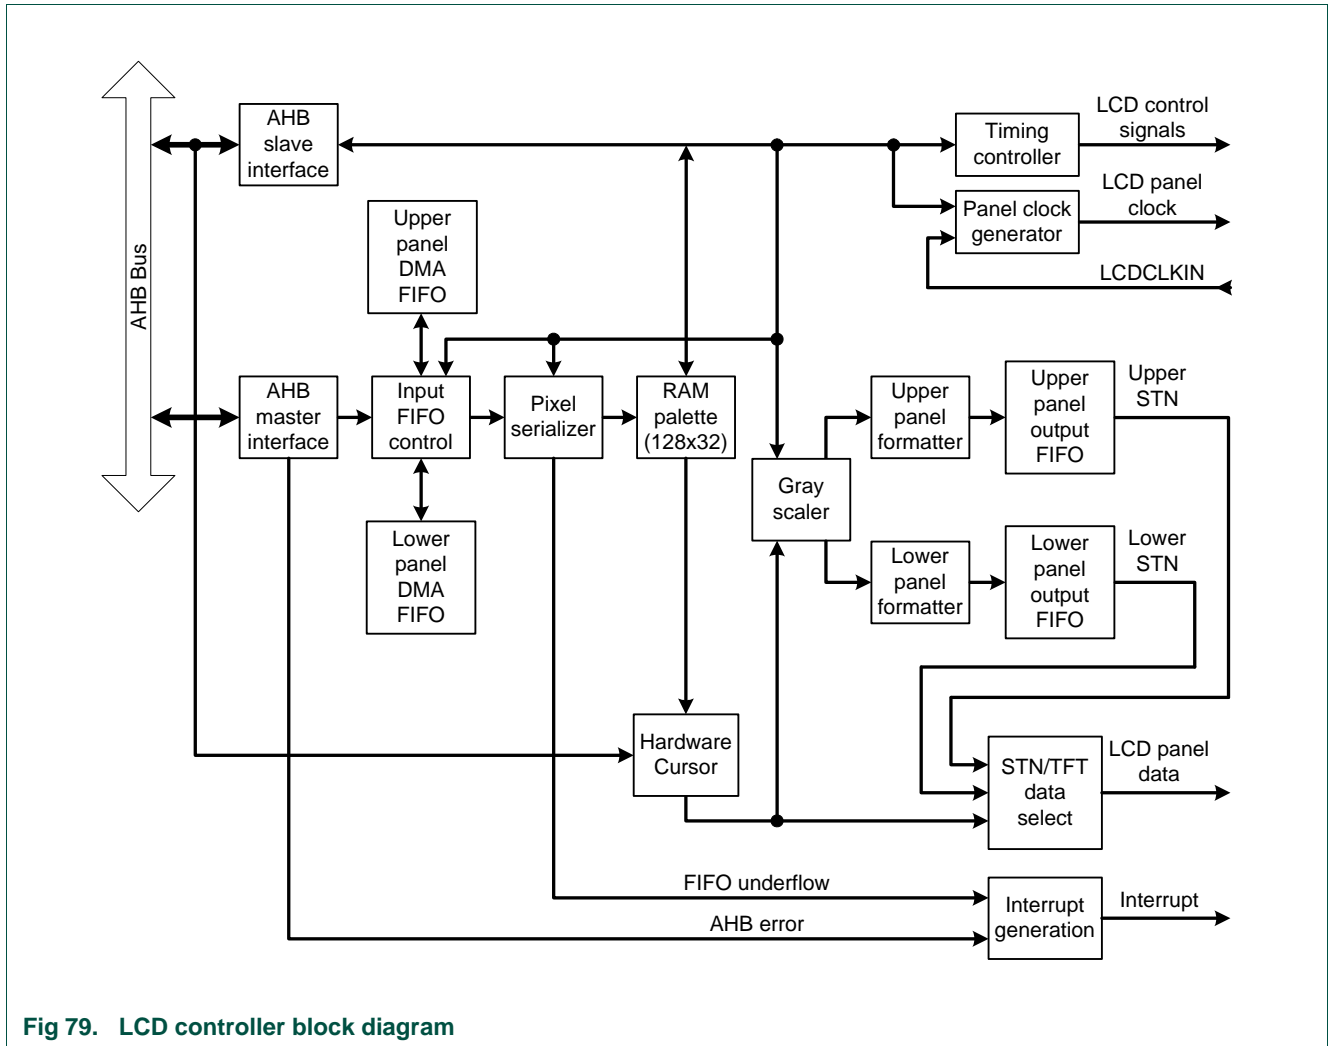 AHB
slave
interface
Timing
controller
LCD control
signals
Panel clock
generator
LCD panel
clock
LCDCLKIN
AHB Bus
Upper
panel
DMA
FIFO
AHB
master
interface
Input
FIFO
control
Pixel
serializer
RAM
palette
(128x32)
Lower
panel
DMA
FIFO
Gray
scaler
Upper
panel
formatter
Upper
panel
output
FIFO
Upper
STN
Lower
panel
formatter
Lower
panel
output
FIFO
Lower
STN
Hardware
Cursor
STN/TFT
data
select
LCD panel
data
FIFO underflow
AHB error
Interrupt
generation
Interrupt
Fig 79. LCD controller block diagram